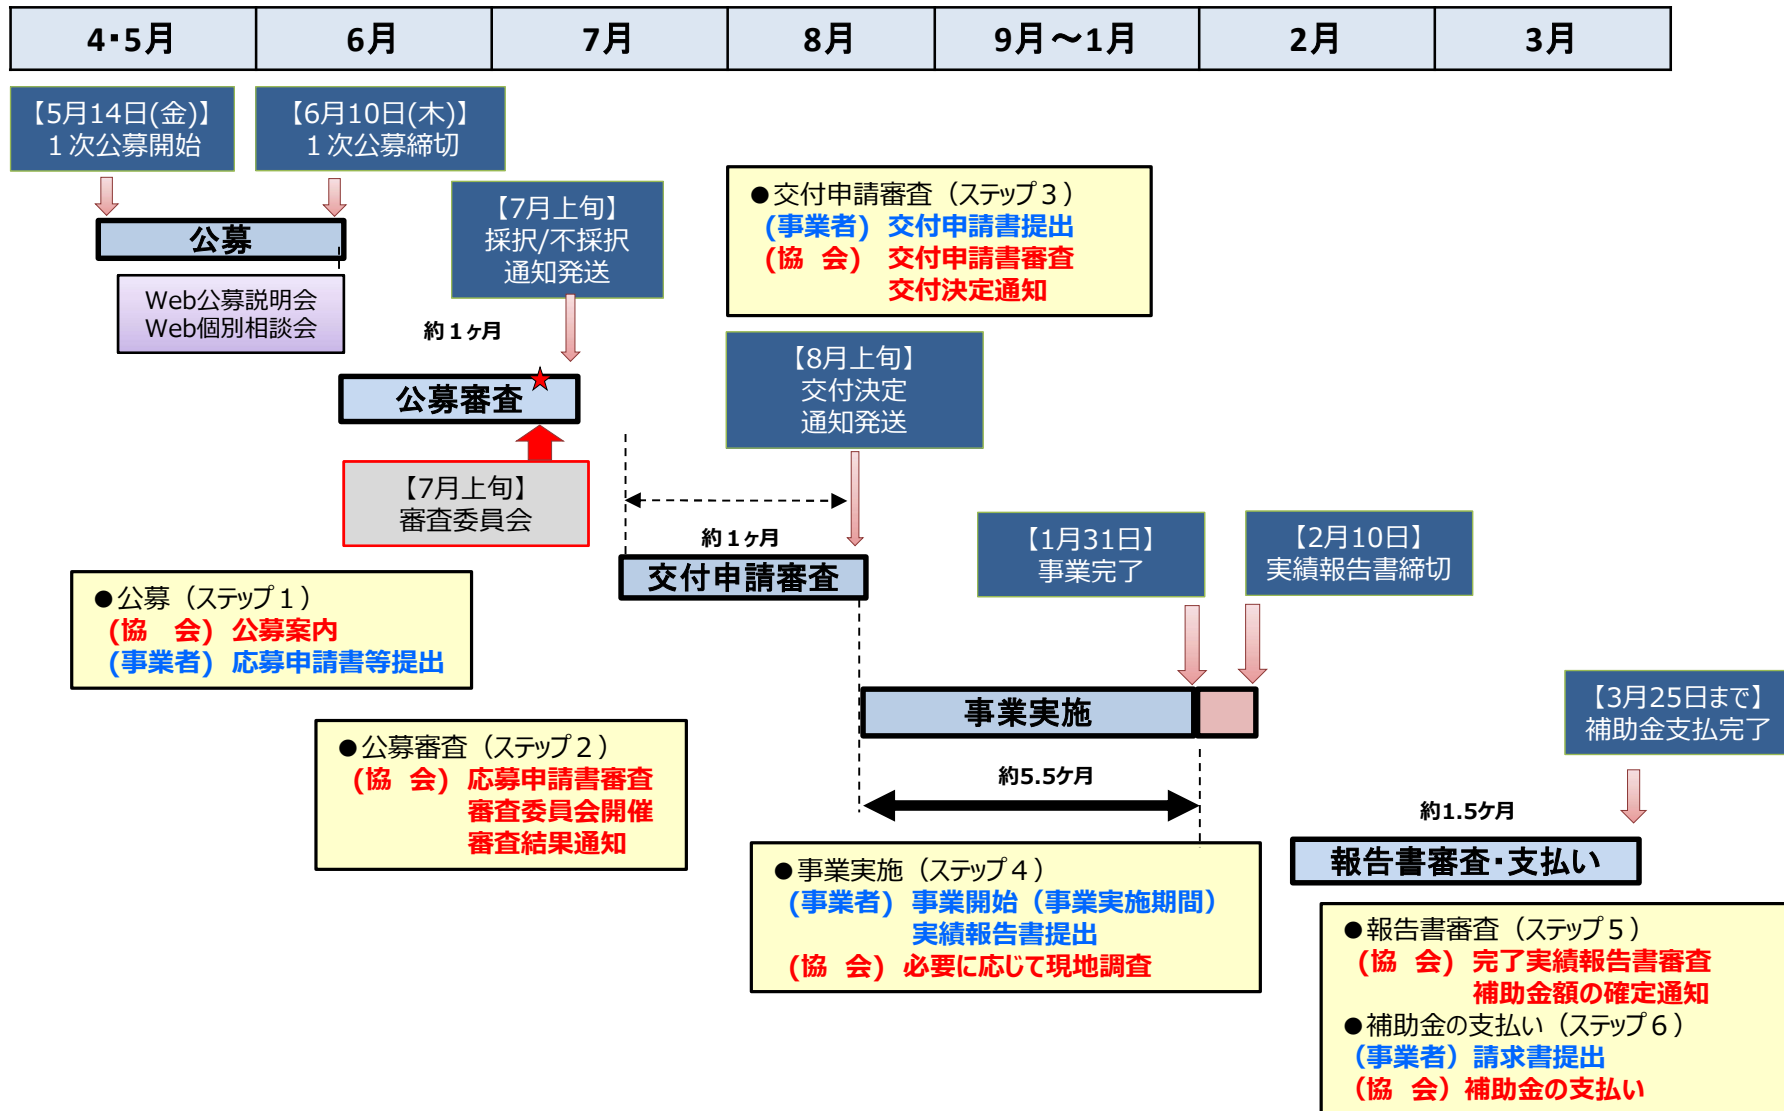 4・5月
6月
7月
8月
9月～1月
2月
3月
【5月14日(金)】
１次公募開始
【6月10日(木)】
１次公募締切
公募
Web公募説明会
Web個別相談会
【7月上旬】
採択/不採択
通知発送
約１ヶ月
公募審査
【7月上旬】
審査委員会
●交付申請審査（ステップ３）
(事業者) 交付申請書提出
(協　会) 交付申請書審査
交付決定通知
【8月上旬】
交付決定
通知発送
約１ヶ月
交付申請審査
●公募（ステップ１）
(協　会) 公募案内
(事業者) 応募申請書等提出
【1月31日】
事業完了
【2月10日】
実績報告書締切
事業実施
約5.5ケ月
●公募審査（ステップ２）
(協　会) 応募申請書審査
審査委員会開催
審査結果通知
【3月25日まで】
補助金支払完了
約1.5ケ月
報告書審査・支払い
●事業実施（ステップ４）
(事業者) 事業開始（事業実施期間）
実績報告書提出
(協　会) 必要に応じて現地調査
●報告書審査（ステップ５）
(協　会) 完了実績報告書審査
補助金額の確定通知
●補助金の支払い（ステップ６）
（事業者）請求書提出
（協　会）補助金の支払い